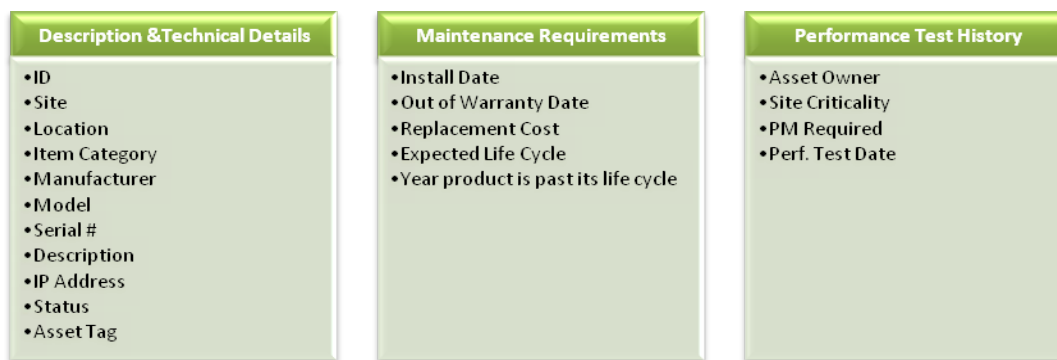 Description &Technical Details
•ID
•Site
•Location
•Item Category
•Manufacturer
•Model
•Serial #
•Description
•IP Address
•Status
•Asset Tag
Maintenance Requirements
•Install Date
•Out of Warranty Date
•Replacement Cost
•Expected Life Cycle
•Year product is past its life cycle
Performance Test History
•Asset Owner
•Site Criticality
•PM Required
•Perf. Test Date